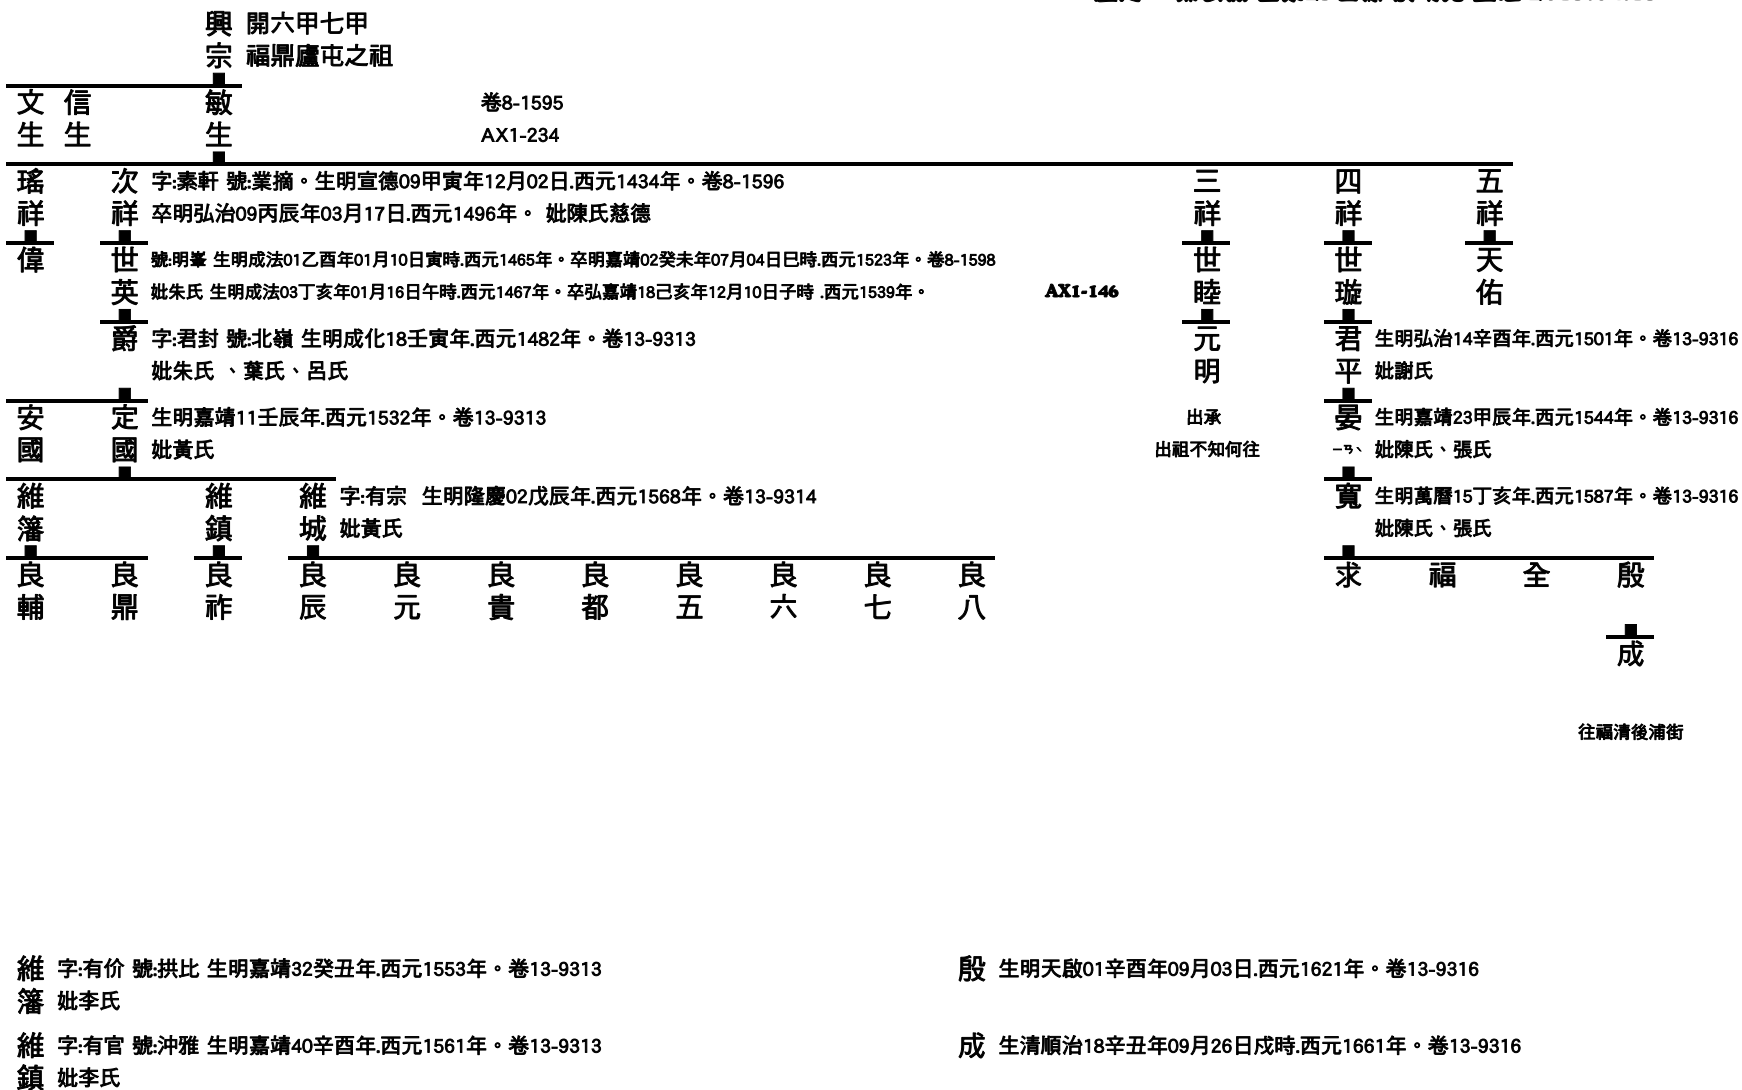 興宗 開六甲七甲
福鼎廬屯之祖
文生 信生 敏生 卷8-1595
AX1-234
瑤祥 次祥 字:素軒 號:業摘。生明宣德09甲寅年12月02日.西元1434年。卷8-1596
卒明弘治09丙辰年03月17日.西元1496年。 妣陳氏慈德
三祥 四祥 五祥
偉 世英 號:明峯 生明成法01乙酉年01月10日寅時.西元1465年。卒明嘉靖02癸未年07月04日巳時.西元1523年。卷8-1598
妣朱氏 生明成法03丁亥年01月16日午時.西元1467年。卒弘嘉靖18己亥年12月10日子時 .西元1539年。
AX1-146 世睦 世璇 天佑
爵 字:君封 號:北嶺 生明成化18壬寅年.西元1482年。卷13-9313
妣朱氏 、葉氏、呂氏
元明 君平 生明弘治14辛酉年.西元1501年。卷13-9316
妣謝氏
安國 定國 生明嘉靖11壬辰年.西元1532年。卷13-9313
妣黃氏
出承
出祖不知何往
晏 ㄧㄢˋ 生明嘉靖23甲辰年.西元1544年。卷13-9316
妣陳氏、張氏
維籓 維鎮 維城 字:有宗 生明隆慶02戊辰年.西元1568年。卷13-9314
妣黃氏
寬 生明萬曆15丁亥年.西元1587年。卷13-9316
妣陳氏、張氏
良輔 良鼎 良祚 良辰 良元 良貴 良都 良五 良六 良七 良八
求 福 全 殷
成
往福清後浦街
維籓 字:有价 號:拱比 生明嘉靖32癸丑年.西元1553年。卷13-9313
妣李氏
殷 生明天啟01辛酉年09月03日.西元1621年。卷13-9316
維鎮 字:有官 號:沖雅 生明嘉靖40辛酉年.西元1561年。卷13-9313
妣李氏
成 生清順治18辛丑年09月26日戍時.西元1661年。卷13-9316